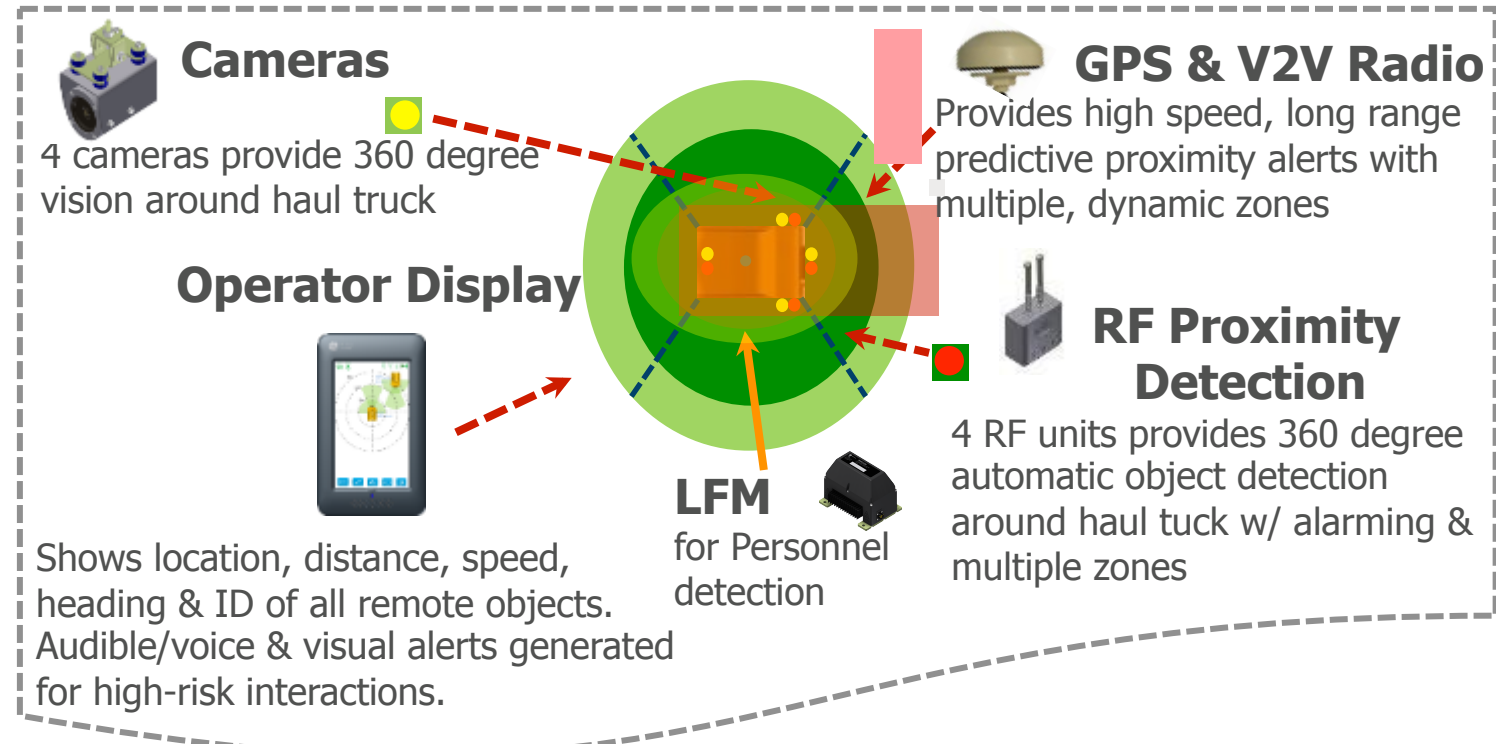 Cameras
4 cameras provide 360 degree
vision around haul truck
GPS & V2V Radio
Provides high speed, long range
predictive proximity alerts with
multiple, dynamic zones
Operator Display
Shows location, distance, speed,
heading & ID of all remote objects.
Audible/voice & visual alerts generated
for high-risk interactions.
LFM
for Personnel
detection
RF Proximity
Detection
4 RF units provides 360 degree
automatic object detection
around haul tuck w/ alarming &
multiple zones